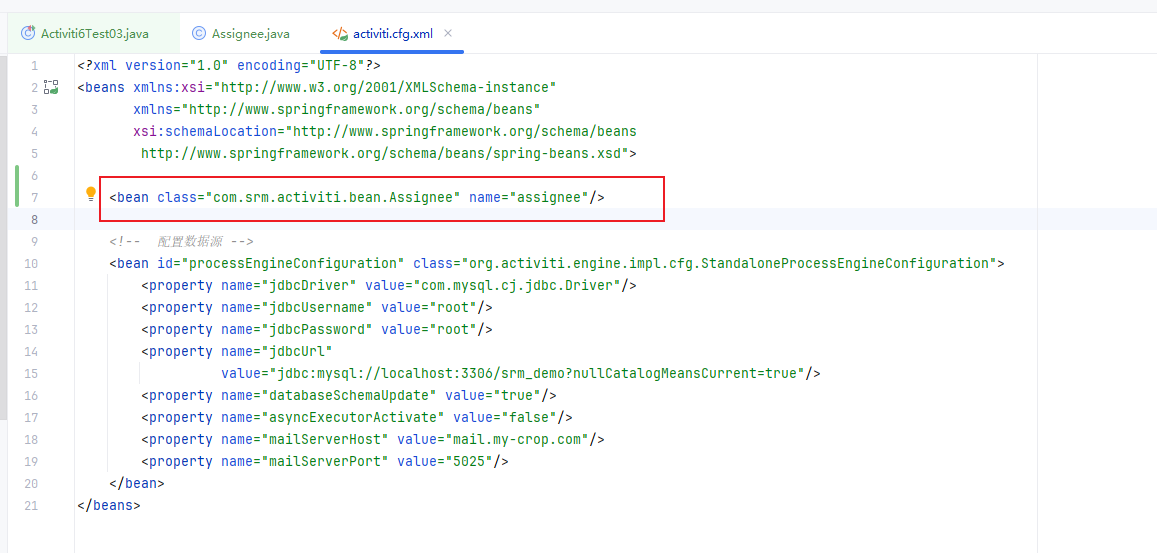 Activiti6Test03.java Assignee.java activiti.cfg.xml
1 <?xml version="1.0" encoding="UTF-8"?>
2 <beans xmlns:xsi="http://www.w3.org/2001/XMLSchema-instance"
3 xmlns="http://www.springframework.org/schema/beans"
4 xsi:schemaLocation="http://www.springframework.org/schema/beans
5 http://www.springframework.org/schema/beans/spring-beans.xsd">
6
7 <bean class="com.srm.activiti.bean.Assignee" name="assignee"/>
8
9 <!-- 配置数据源 -->
10 <bean id="processEngineConfiguration" class="org.activiti.engine.impl.cfg.StandaloneProcessEngineConfiguration">
11 <property name="jdbcDriver" value="com.mysql.cj.jdbc.Driver"/>
12 <property name="jdbcUsername" value="root"/>
13 <property name="jdbcPassword" value="root"/>
14 <property name="jdbcUrl"
15 value="jdbc:mysql://localhost:3306/srm_demo?nullCatalogMeansCurrent=true"/>
16 <property name="databaseSchemaUpdate" value="true"/>
17 <property name="asyncExecutorActivate" value="false"/>
18 <property name="mailServerHost" value="mail.my-crop.com"/>
19 <property name="mailServerPort" value="5025"/>
20 </bean>
21 </beans>